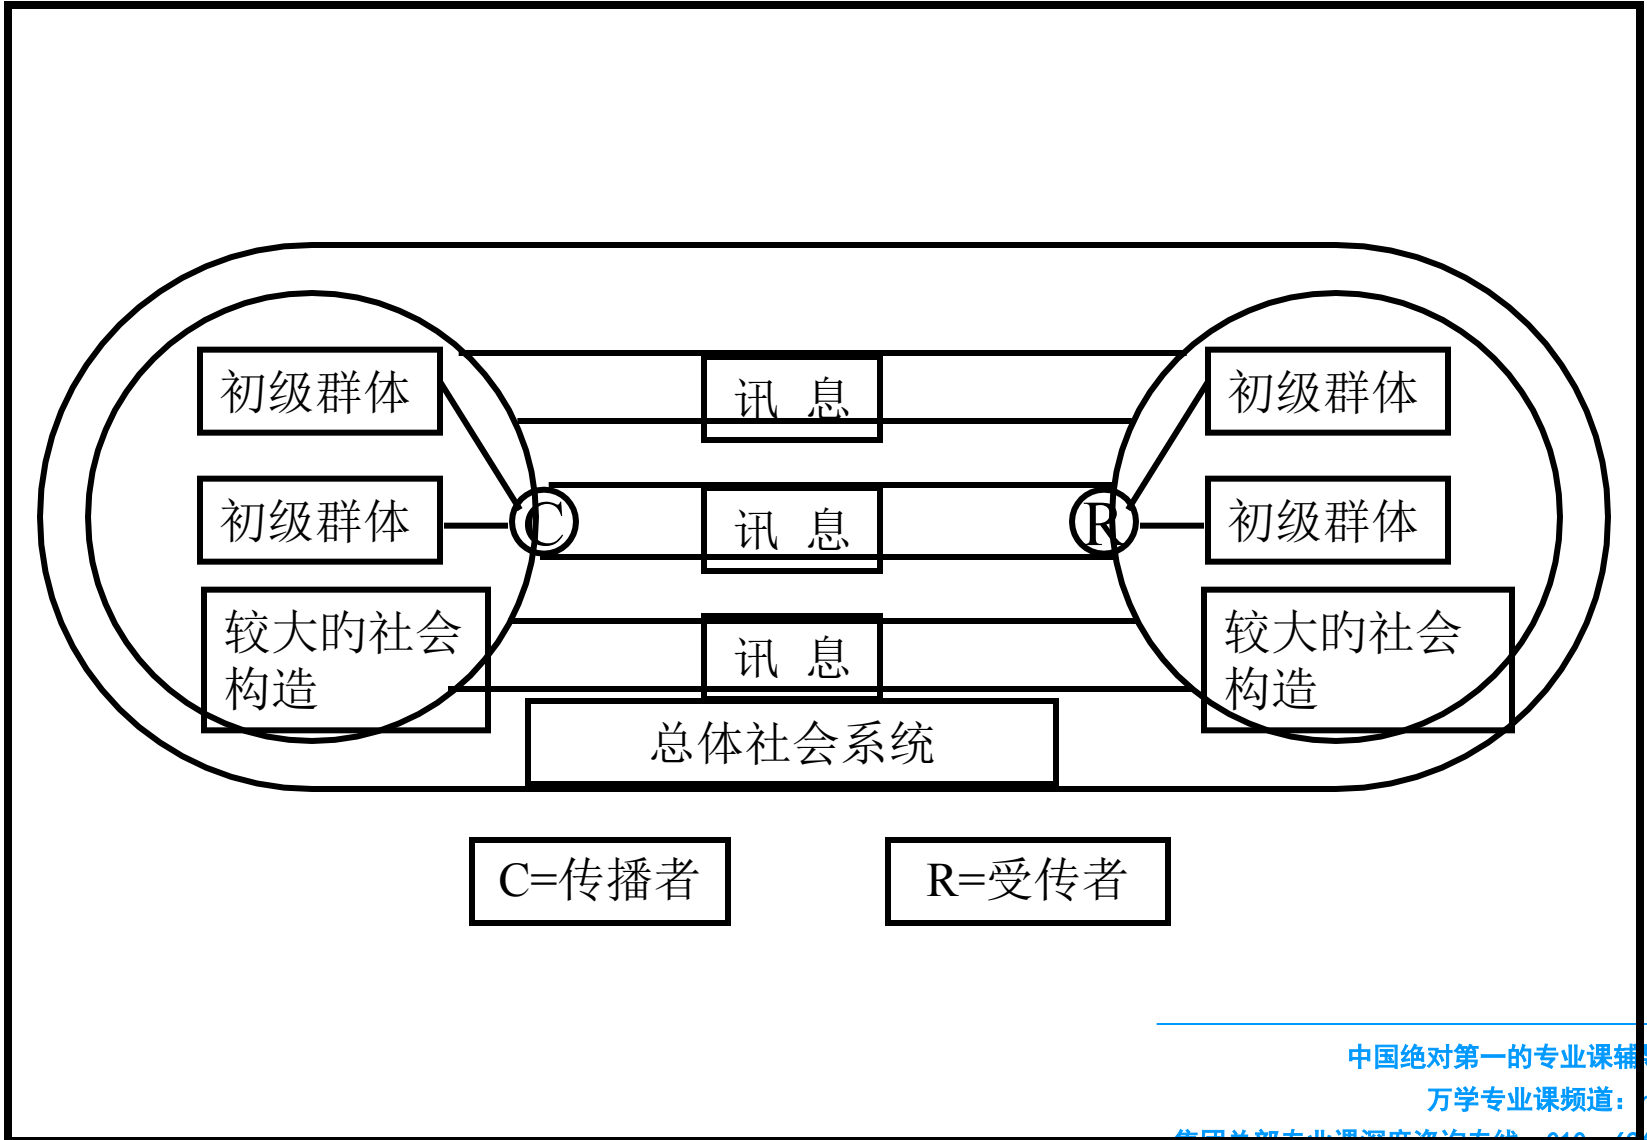 初级群体
讯 息
初级群体
初级群体
C
讯 息
R
初级群体
较大旳社会
构造
讯 息
较大旳社会
构造
总体社会系统
C=传播者
R=受传者
中国绝对第一的专业课辅
万学专业课频道：